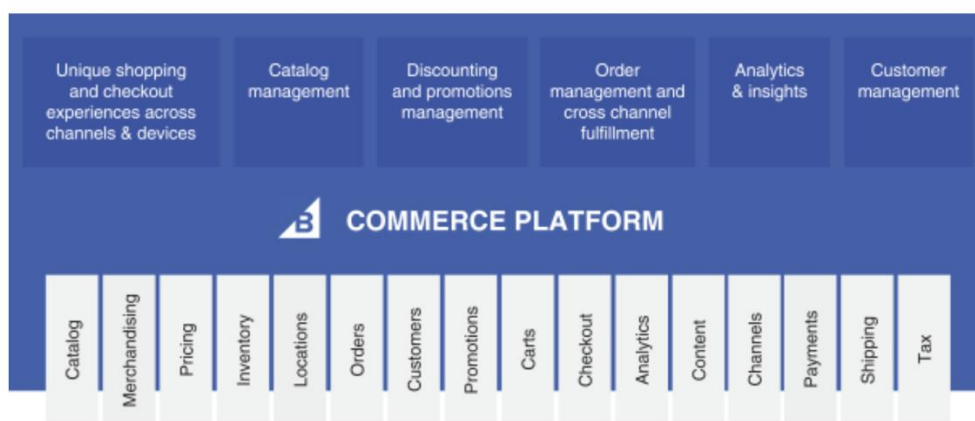 Unique shopping
and checkout
experiences across
channels & devices
Catalog
management
Discounting
and promotions
management
Order
management and
cross channel
fulfillment
Analytics
& insights
Customer
management
B COMMERCE PLATFORM
Catalog
Merchandising
Pricing
Inventory
Locations
Orders
Customers
Promotions
Carts
Checkout
Analytics
Content
Channels
Payments
Shipping
Tax